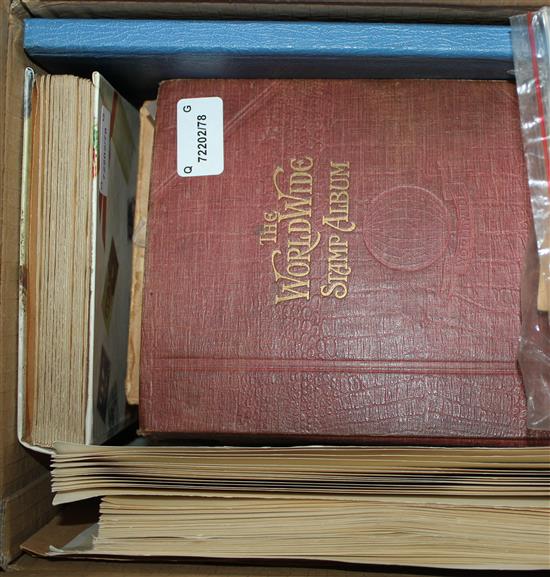 G
72202/78
Q
THE
WORLDWIDE
STAMP ALBUM